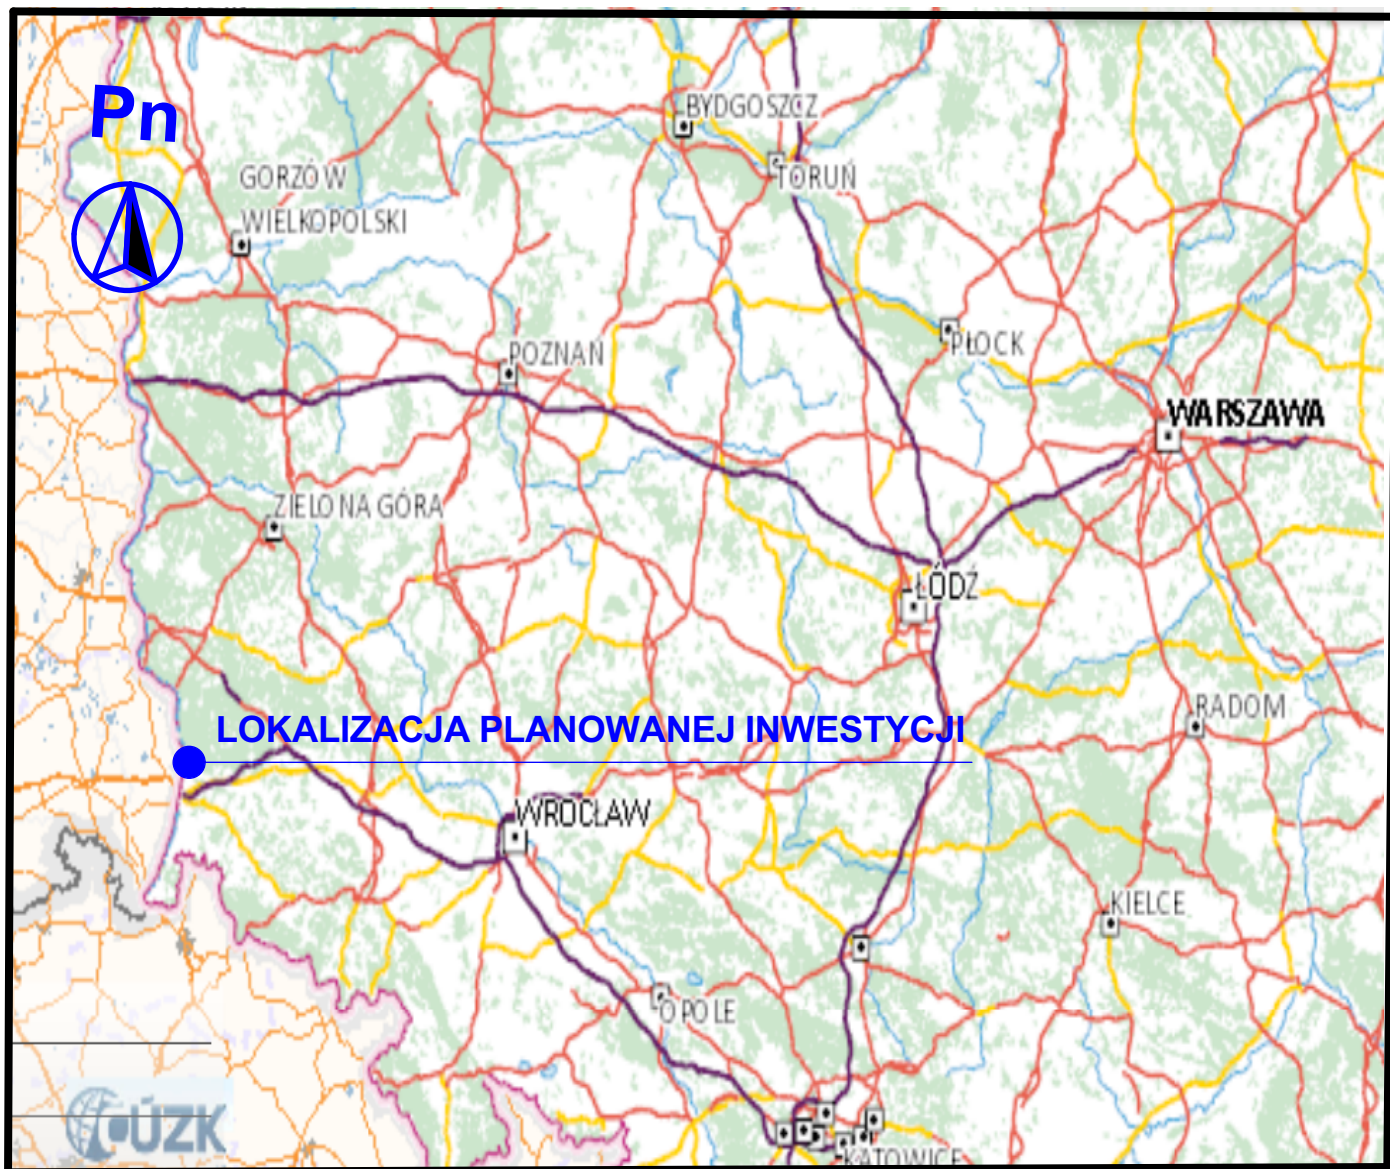 Pn
BYDGOSZCZ
TORUŃ
GORZÓW
WIELKOPOLSKI
PŁOCK
POZNAŃ
WARSZAWA
ZIELONA GÓRA
ŁÓDŹ
RADOM
LOKALIZACJA PLANOWANEJ INWESTYCJI
WROCŁAW
KIELCE
OPOLE
ÚZK
KATOWICE